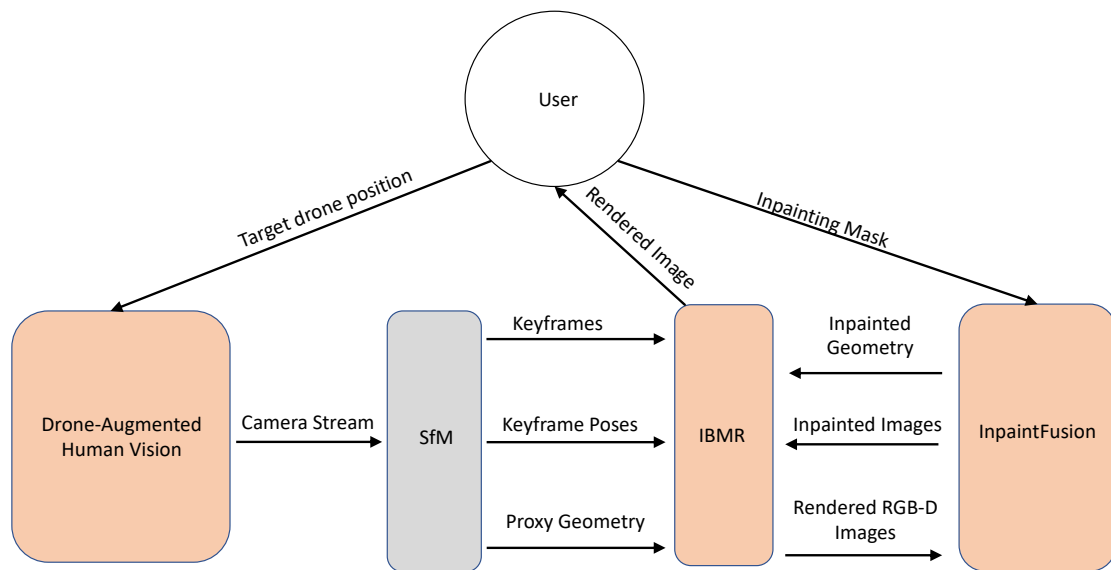 User
Target drone position
Rendered Image
Inpainting Mask
Keyframes
Inpainted
Geometry
Drone-Augmented
Human Vision
Camera Stream
SfM
Keyframe Poses
IBMR
Inpainted Images
InpaintFusion
Proxy Geometry
Rendered RGB-D
Images